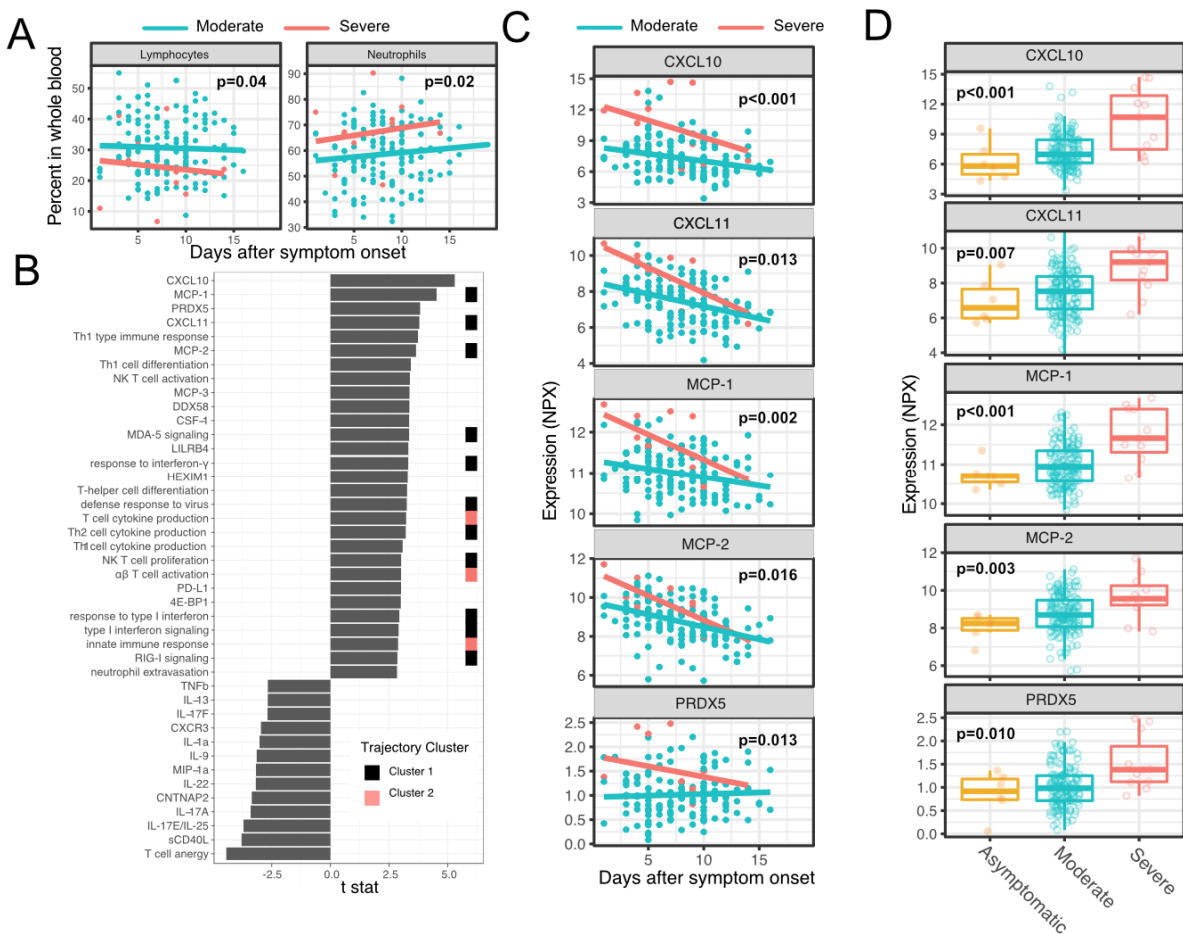 A
Moderate
Severe
Lymphocytes
Neutrophils
p=0.04
p=0.02
Percent in whole blood
50
40
30
20
10
90
80
70
60
50
40
30
5
10
15
5
10
15
Days after symptom onset
B
CXCL10
MCP-1
PRDX5
CXCL11
Th1 type immune response
MCP-2
Th1 cell differentiation
NK T cell activation
MCP-3
DDX58
CSF-1
MDA-5 signaling
LILRB4
response to interferon-γ
HEXIM1
T-helper cell differentiation
defense response to virus
T cell cytokine production
Th2 cell cytokine production
Th1cell cytokine production
NK T cell proliferation
αβ T cell activation
PD-L1
4E-BP1
response to type I interferon
type I interferon signaling
innate immune response
RIG-I signaling
neutrophil extravasation
TNFb
IL-13
IL-17F
CXCR3
IL-1a
IL-9
MIP-1a
IL-22
CNTNAP2
IL-17A
IL-17E/IL-25
sCD40L
T cell anergy
Trajectory Cluster
Cluster 1
Cluster 2
-2.5
0.0
2.5
5.0
t stat
C
Moderate
Severe
CXCL10
p<0.001
15
13
11
9
7
5
3
CXCL11
p=0.013
10
8
6
4
MCP-1
p=0.002
12
11
10
MCP-2
p=0.016
12
10
8
6
PRDX5
p=0.013
2.5
2.0
1.5
1.0
0.5
0.0
5
10
15
Expression (NPX)
Days after symptom onset
D
CXCL10
p<0.001
15
12
9
6
3
CXCL11
p=0.007
10
8
6
4
MCP-1
p<0.001
12
11
10
MCP-2
p=0.003
12
10
8
6
PRDX5
p=0.010
2.5
2.0
1.5
1.0
0.5
0.0
Expression (NPX)
Asymptomatic
Moderate
Severe